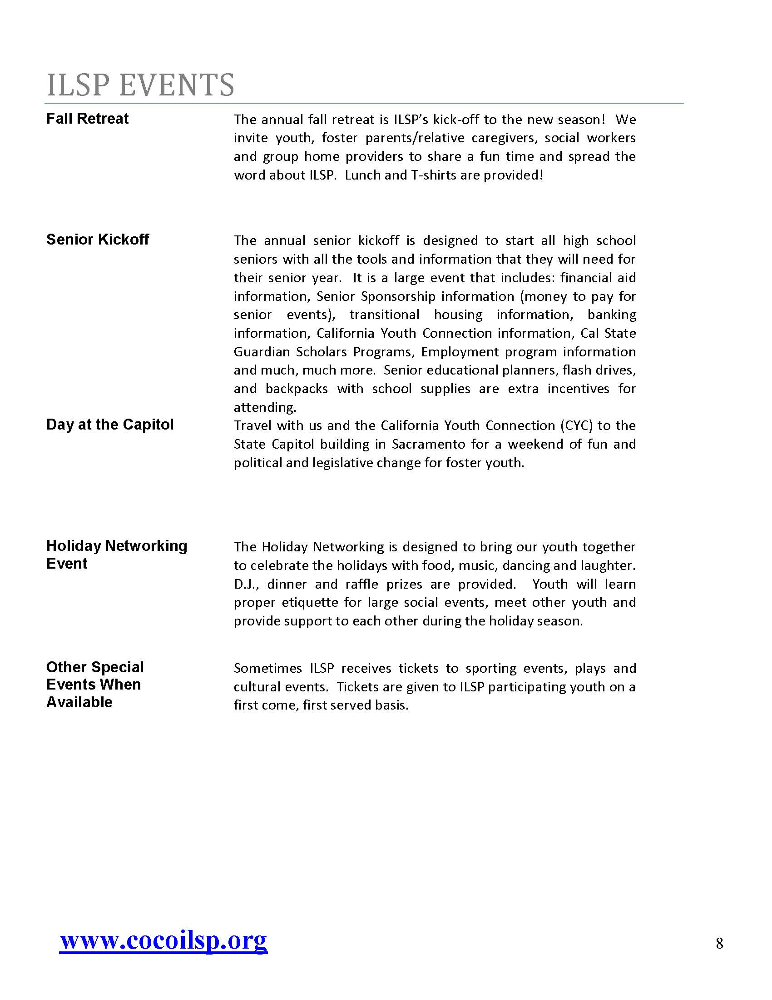 ILSP EVENTS
Fall Retreat
The annual fall retreat is ILSP’s kick-off to the new season!  We
invite youth, foster parents/relative caregivers, social workers
and group home providers to share a fun time and spread the
word about ILSP.  Lunch and T-shirts are provided!
Senior Kickoff
The annual senior kickoff is designed to start all high school
seniors with all the tools and information that they will need for
their senior year.  It is a large event that includes: financial aid
information, Senior Sponsorship information (money to pay for
senior events), transitional housing information, banking
information, California Youth Connection information, Cal State
Guardian Scholars Programs, Employment program information
and much, much more.  Senior educational planners, flash drives,
and backpacks with school supplies are extra incentives for
attending.
Day at the Capitol
Travel with us and the California Youth Connection (CYC) to the
State Capitol building in Sacramento for a weekend of fun and
political and legislative change for foster youth.
Holiday Networking
Event
The Holiday Networking is designed to bring our youth together
to celebrate the holidays with food, music, dancing and laughter.
D.J., dinner and raffle prizes are provided.  Youth will learn
proper etiquette for large social events, meet other youth and
provide support to each other during the holiday season.
Other Special
Events When
Available
Sometimes ILSP receives tickets to sporting events, plays and
cultural events.  Tickets are given to ILSP participating youth on a
first come, first served basis.
www.cocoilsp.org
8